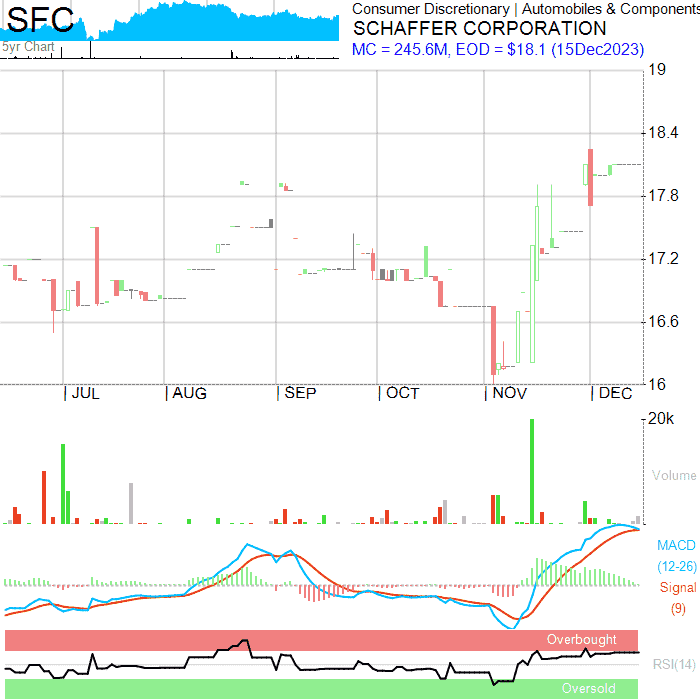 SFC
5yr Chart
Consumer Discretionary | Automobiles & Components
SCHAFFER CORPORATION
MC = 245.6M, EOD = $18.1 (15Dec2023)
19
18.4
17.8
17.2
16.6
16
JUL AUG SEP OCT NOV DEC
20k
Volume
MACD
(12-26)
Signal
(9)
Overbought
RSI(14)
Oversold